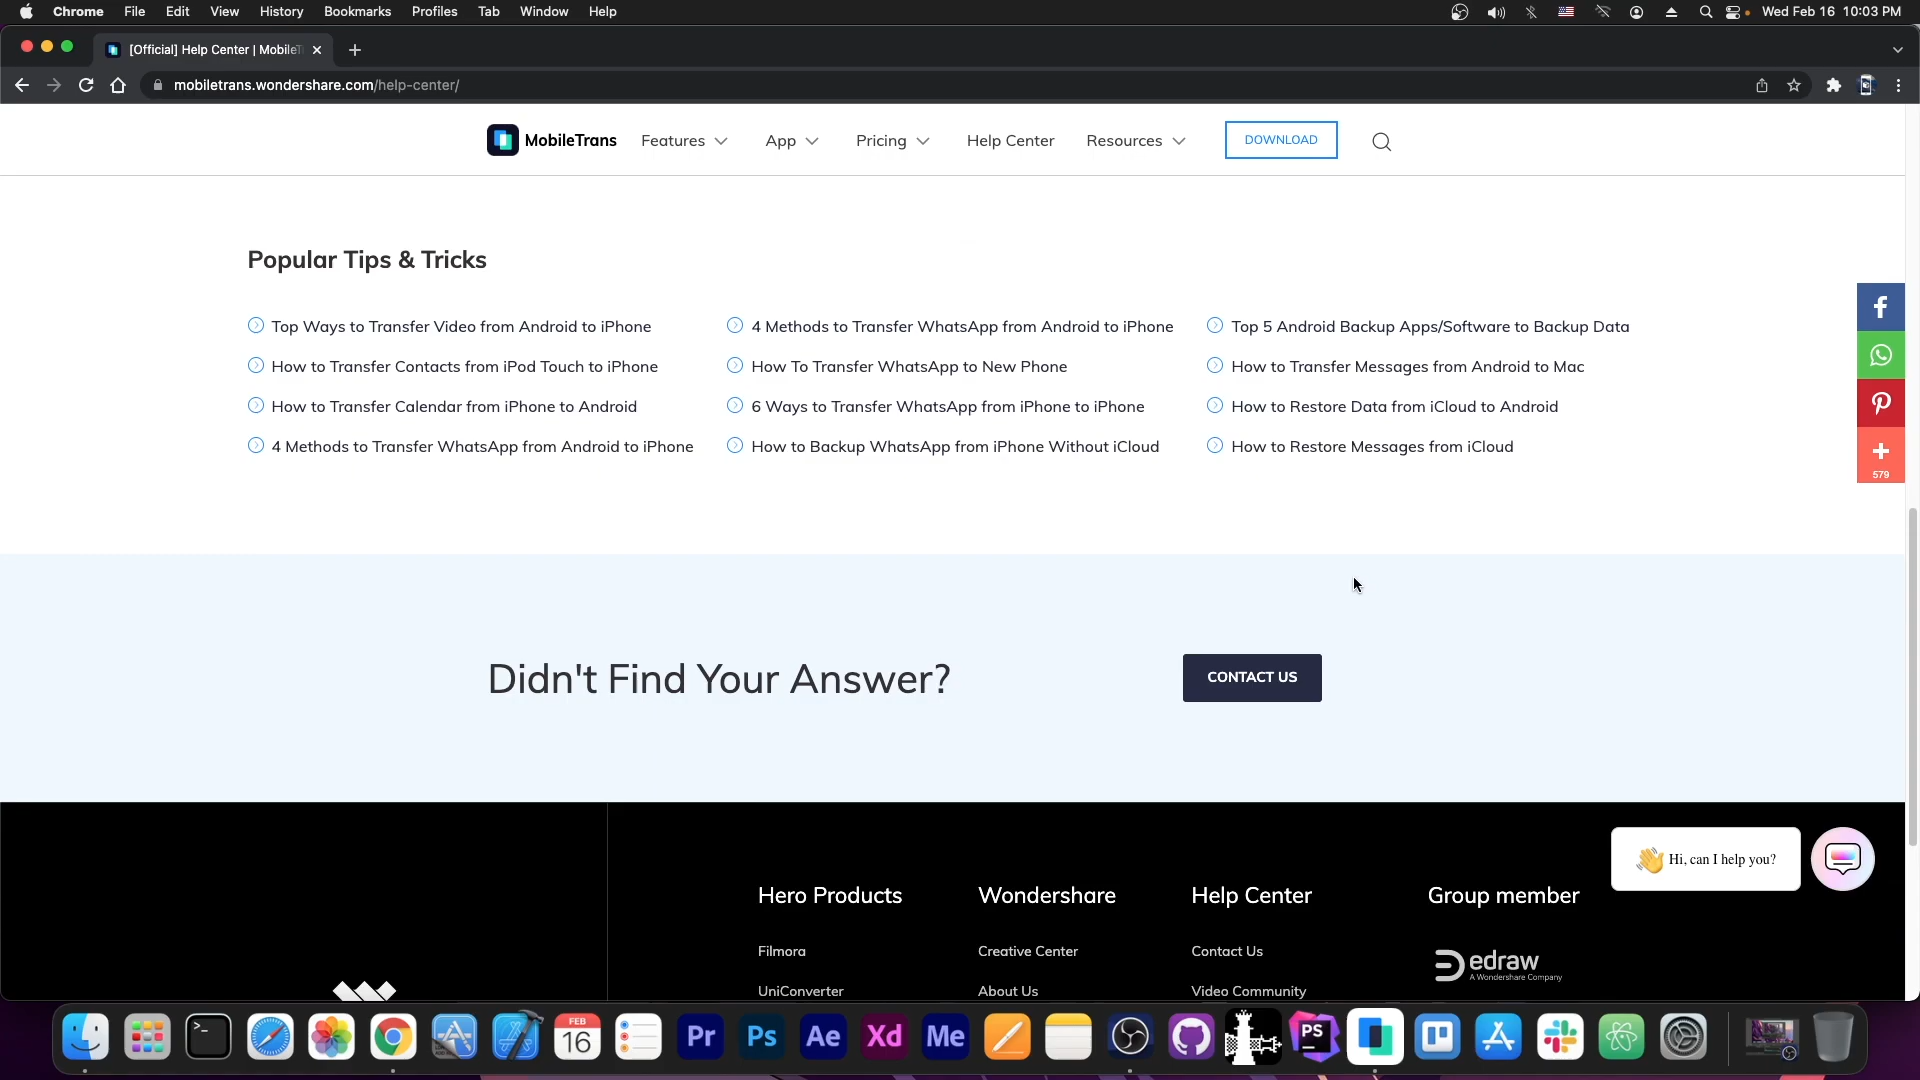 Chrome File Edit View History Bookmarks Profiles Tab Window Help Wed Feb 16 10:03 PM
[Official] Help Center | MobileT
mobiletrans.wondershare.com/help-center/
MobileTrans Features App Pricing Help Center Resources DOWNLOAD
Popular Tips & Tricks
Top Ways to Transfer Video from Android to iPhone
How to Transfer Contacts from iPod Touch to iPhone
How to Transfer Calendar from iPhone to Android
4 Methods to Transfer WhatsApp from Android to iPhone
4 Methods to Transfer WhatsApp from Android to iPhone
How To Transfer WhatsApp to New Phone
6 Ways to Transfer WhatsApp from iPhone to iPhone
How to Backup WhatsApp from iPhone Without iCloud
Top 5 Android Backup Apps/Software to Backup Data
How to Transfer Messages from Android to Mac
How to Restore Data from iCloud to Android
How to Restore Messages from iCloud
579
Didn't Find Your Answer?
CONTACT US
Hi, can I help you?
Hero Products
Filmora
UniConverter
Wondershare
Creative Center
About Us
Help Center
Contact Us
Video Community
Group member
edraw
A Wondershare Company
FEB
16
Pr
Ps
Ae
Xd
Me
PS